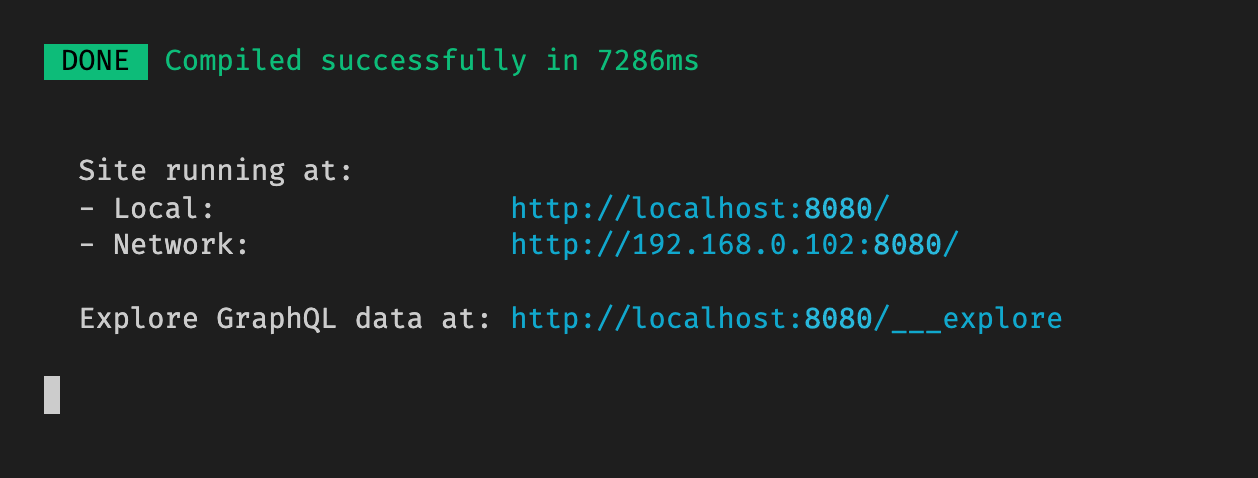 DONE Compiled successfully in 7286ms
Site running at:
- Local: http://localhost:8080/
- Network: http://192.168.0.102:8080/
Explore GraphQL data at: http://localhost:8080/___explore